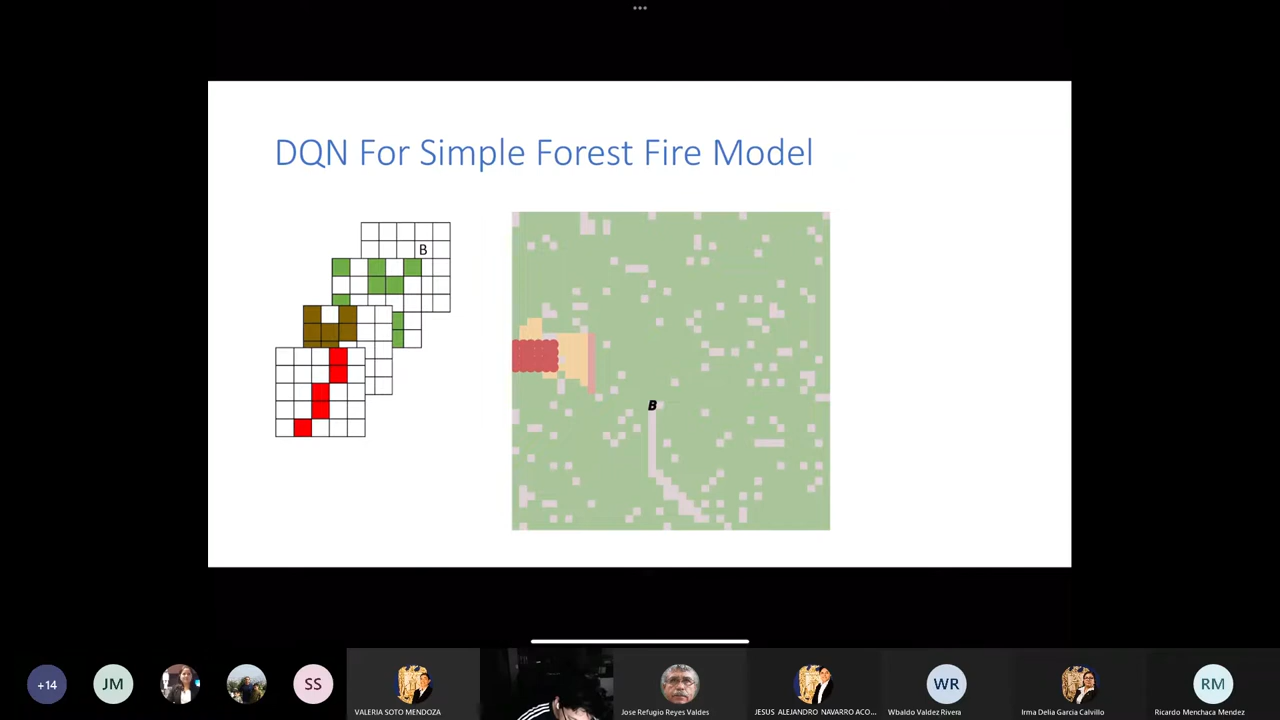 DQN For Simple Forest Fire Model
B
B
+14
JM
SS
VALERIA SOTO MENDOZA
Jose Refugio Reyes Valdes
JESUS ALEJANDRO NAVARRO ACO...
WR
Wbaldo Valdez Rivera
Irma Delia Garcia Calvillo
RM
Ricardo Menchaca Mendez